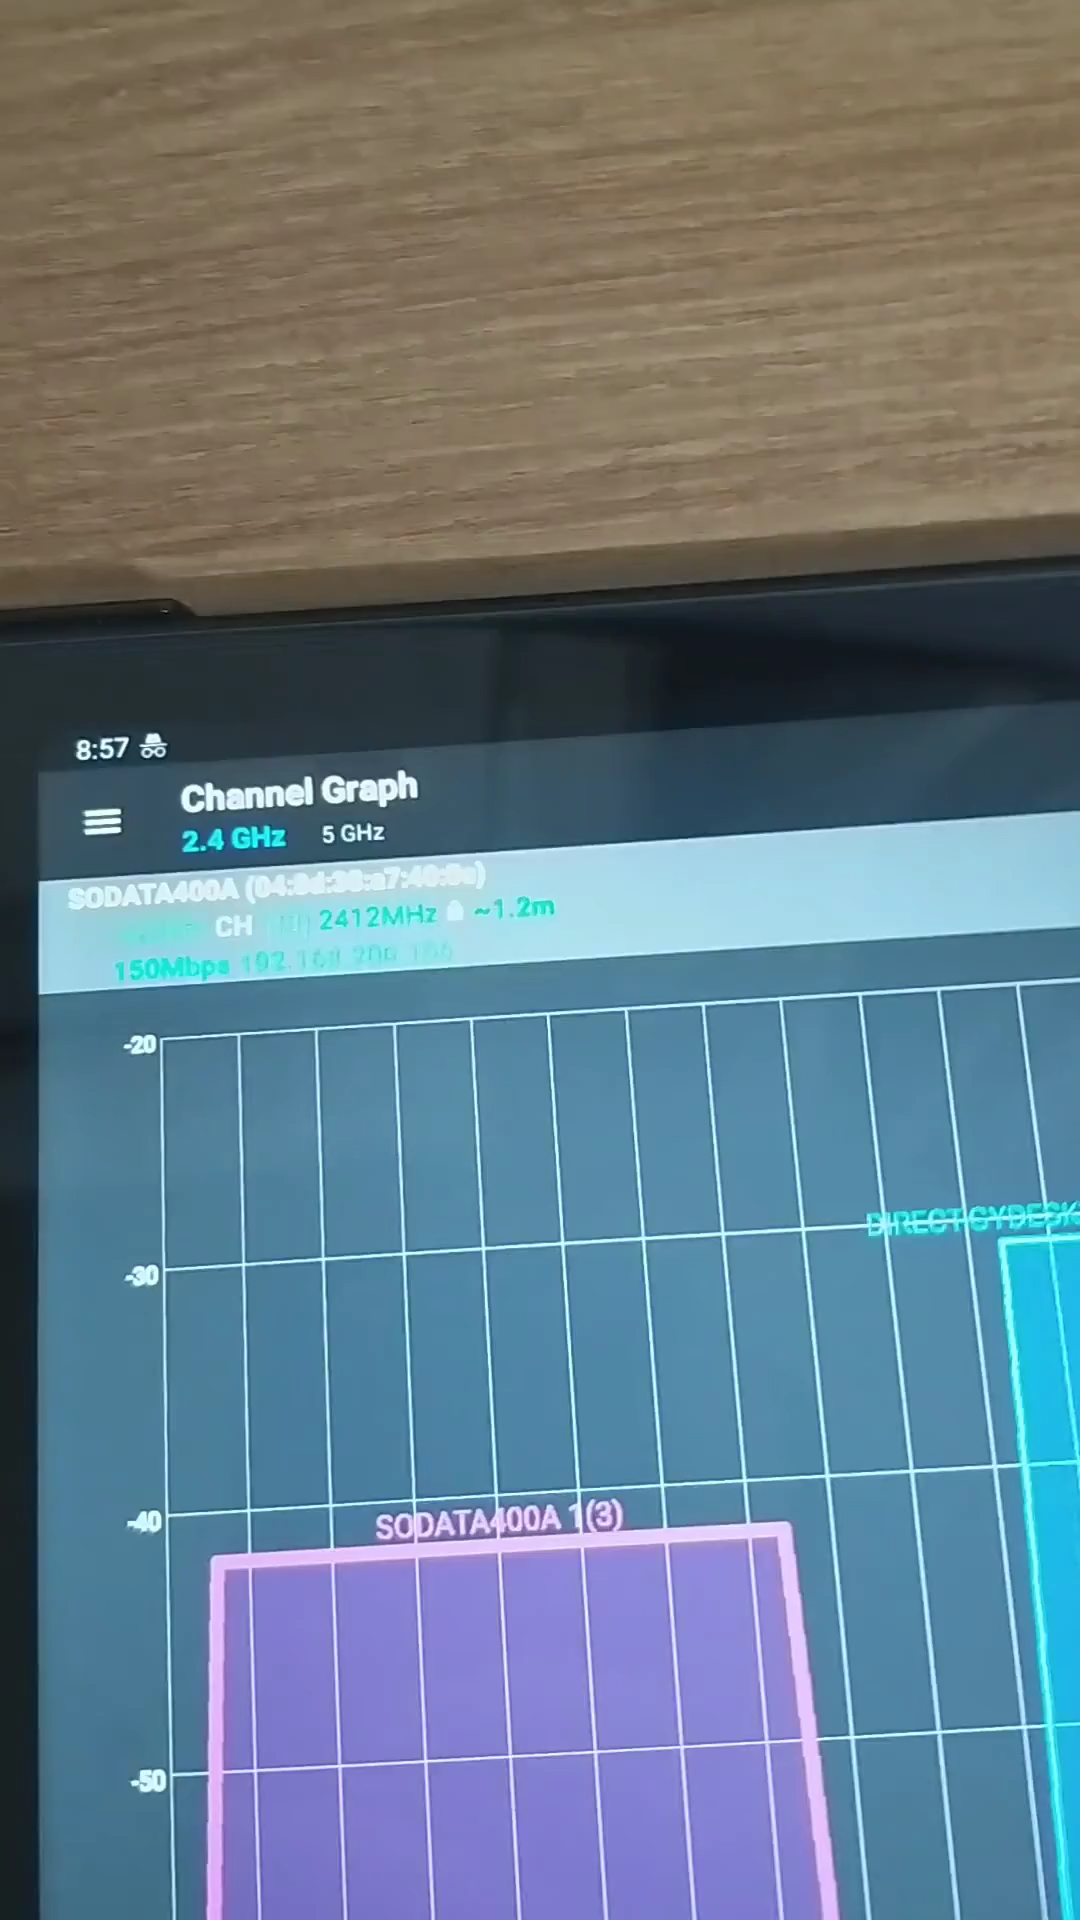 8:57
Channel Graph
2.4 GHz 5 GHz
SODATA400A
CH 2412MHz ~1.2m
150Mbps
-20
-30
-40
SODATA400A 1(3)
-50